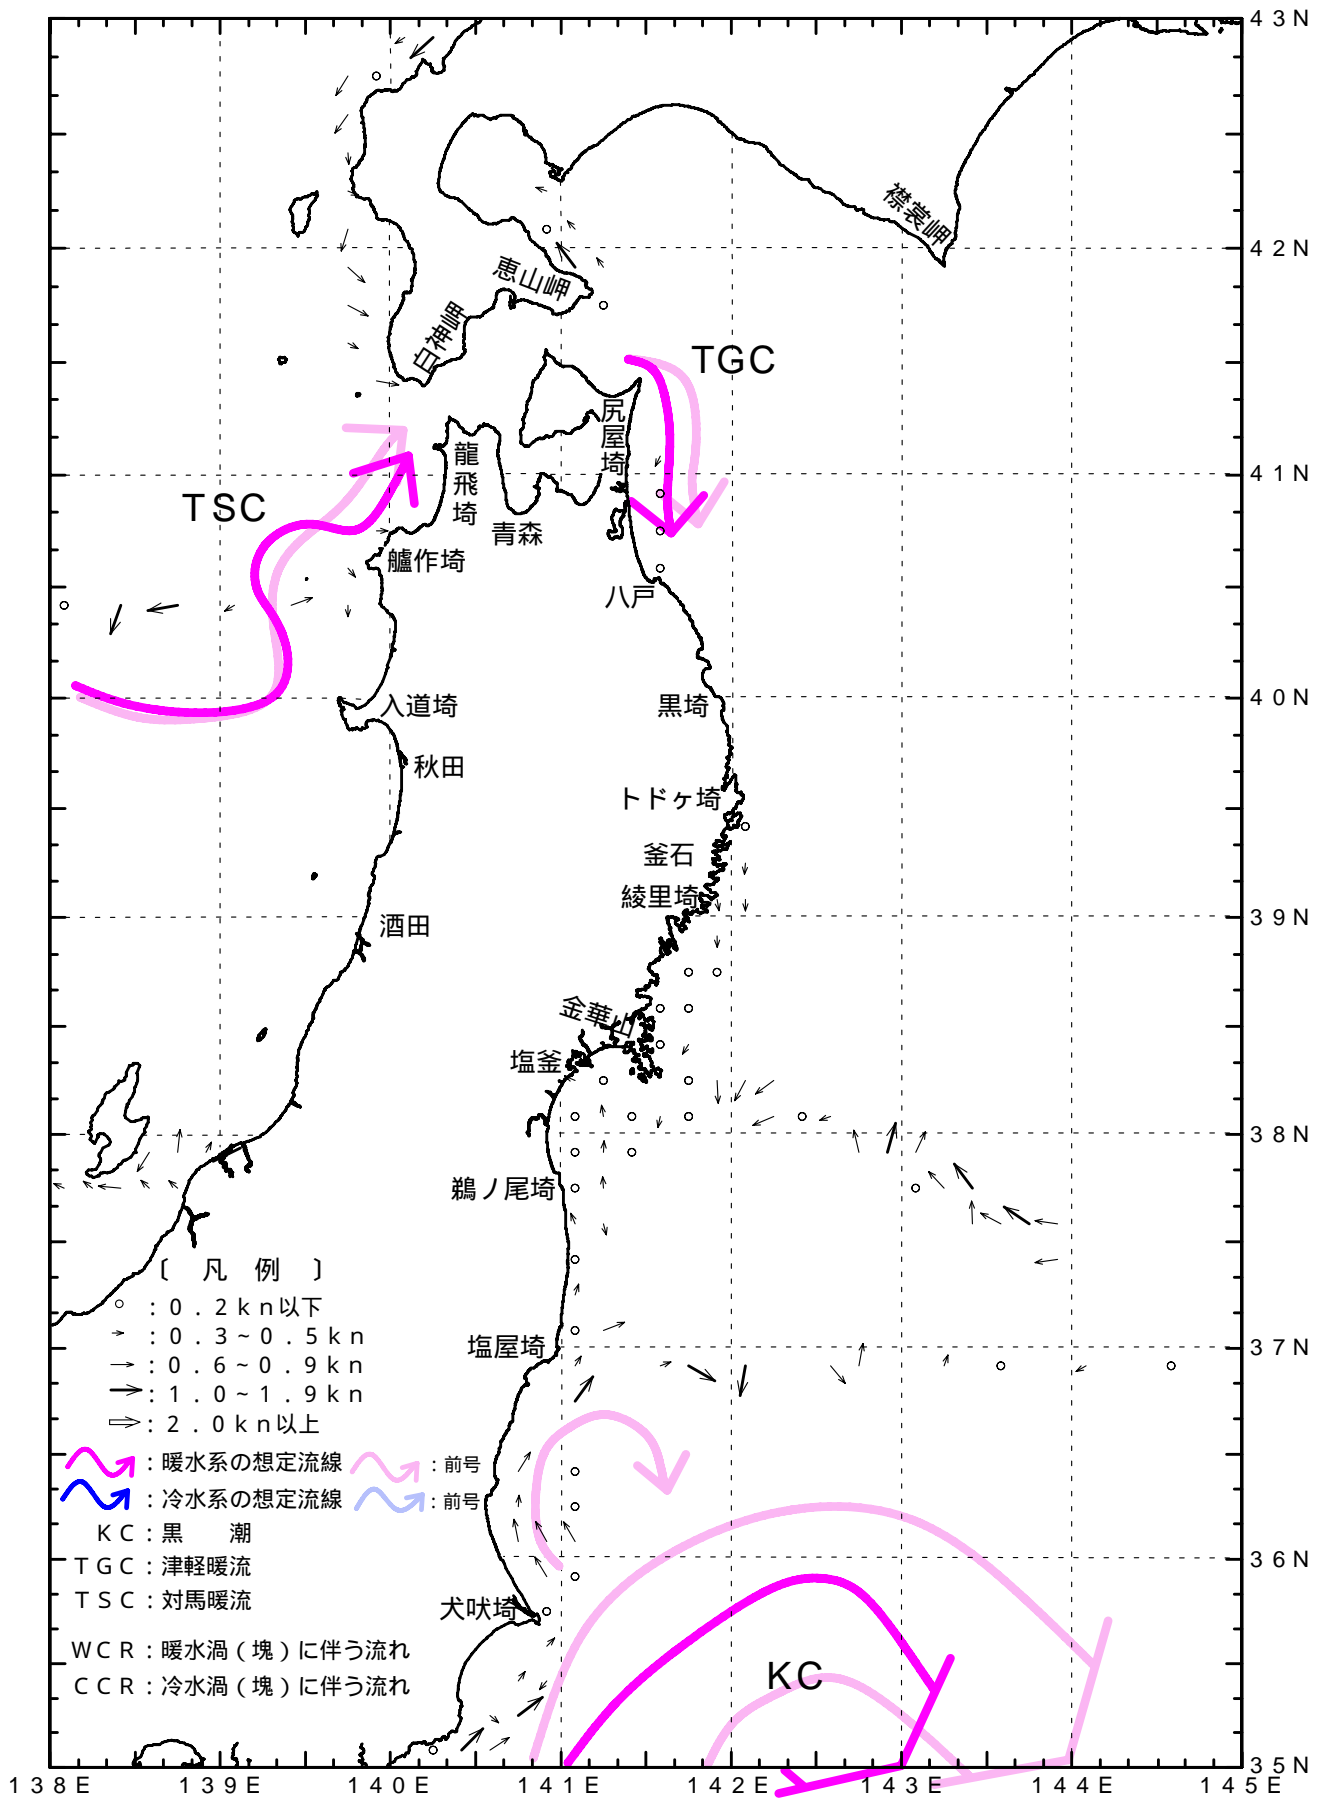 43N
襟裳岬
42N
恵山岬
白神岬
TGC
尻屋埼
41N
龍飛埼
TSC
青森
艫作埼
八戸
入道埼
黒埼
40N
秋田
トドヶ埼
釜石
綾里埼
39N
酒田
金華山
塩釜
38N
鵜ノ尾埼
〔 凡 例 〕
:0.2kn以下
:0.3~0.5kn
塩屋埼
37N
:0.6~0.9kn
:1.0~1.9kn
:2.0kn以上
:暖水系の想定流線 :前号
:冷水系の想定流線 :前号
KC:黒 潮
TGC:津軽暖流
36N
TSC:対馬暖流
犬吠埼
WCR:暖水渦(塊)に伴う流れ
CCR:冷水渦(塊)に伴う流れ
KC
35N
138E 139E 140E 141E 142E 143E 144E 145E